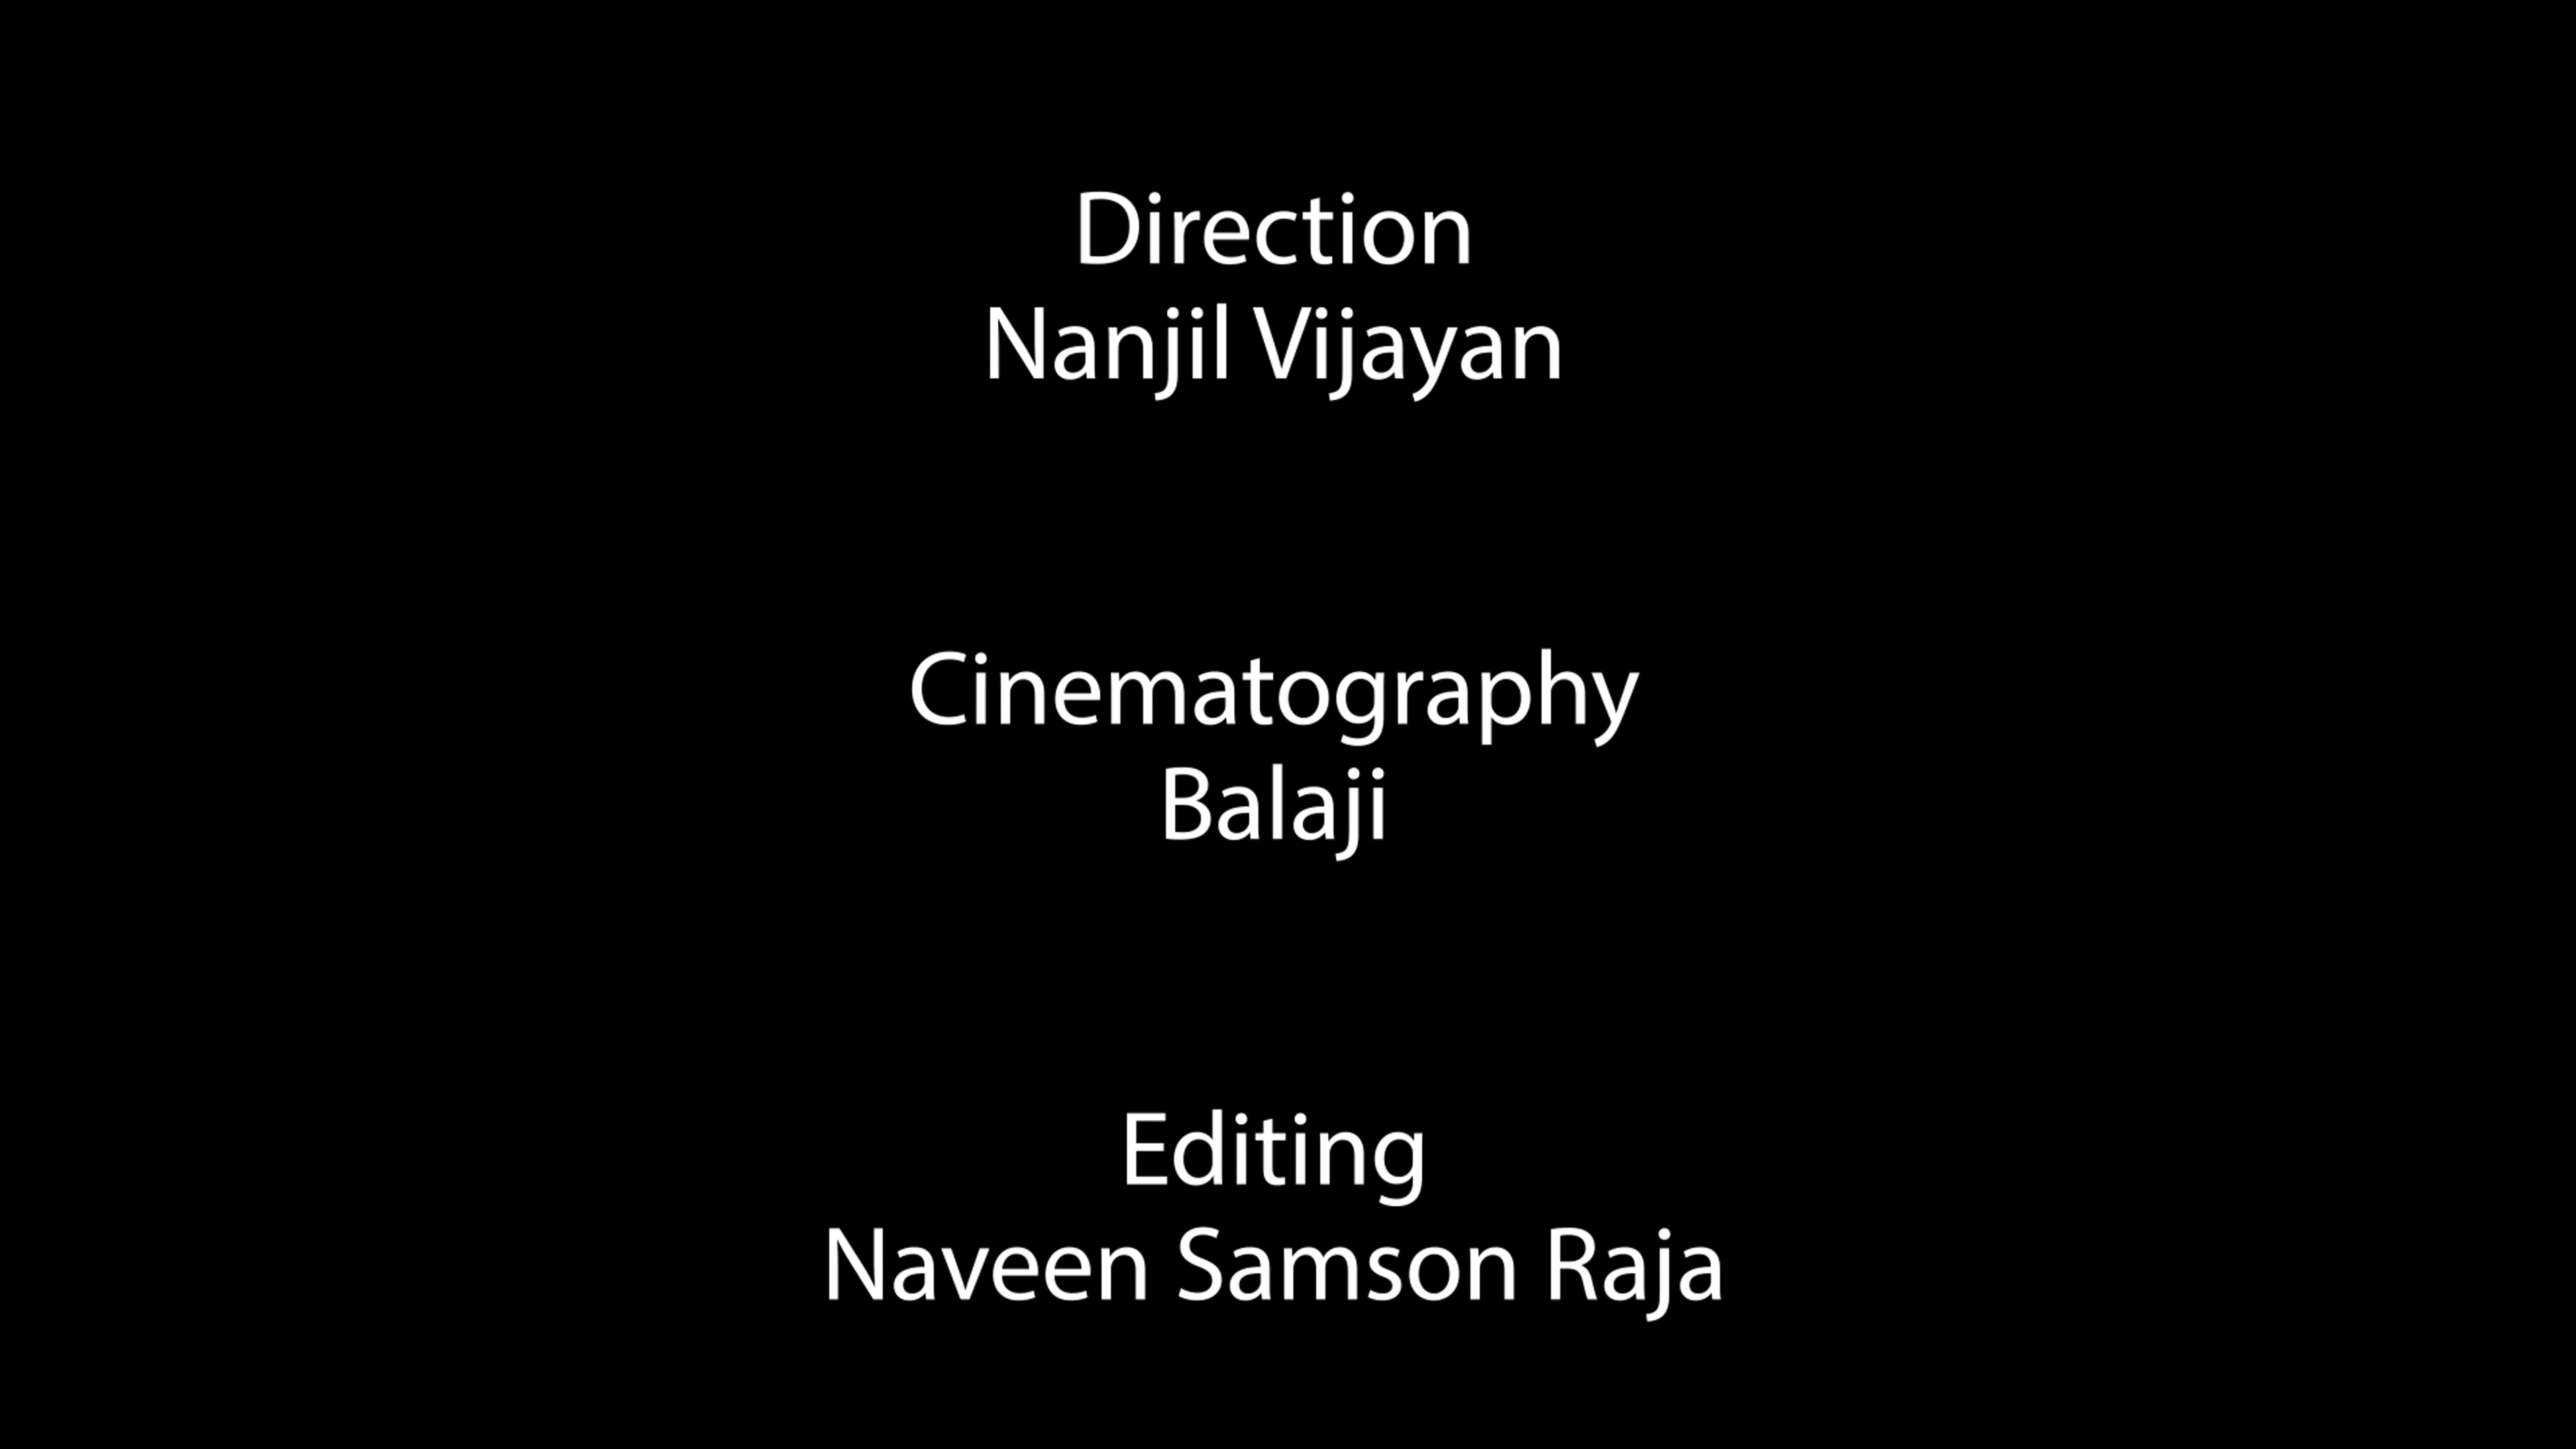 Direction
Nanjil Vijayan
Cinematography
Balaji
Editing
Naveen Samson Raja